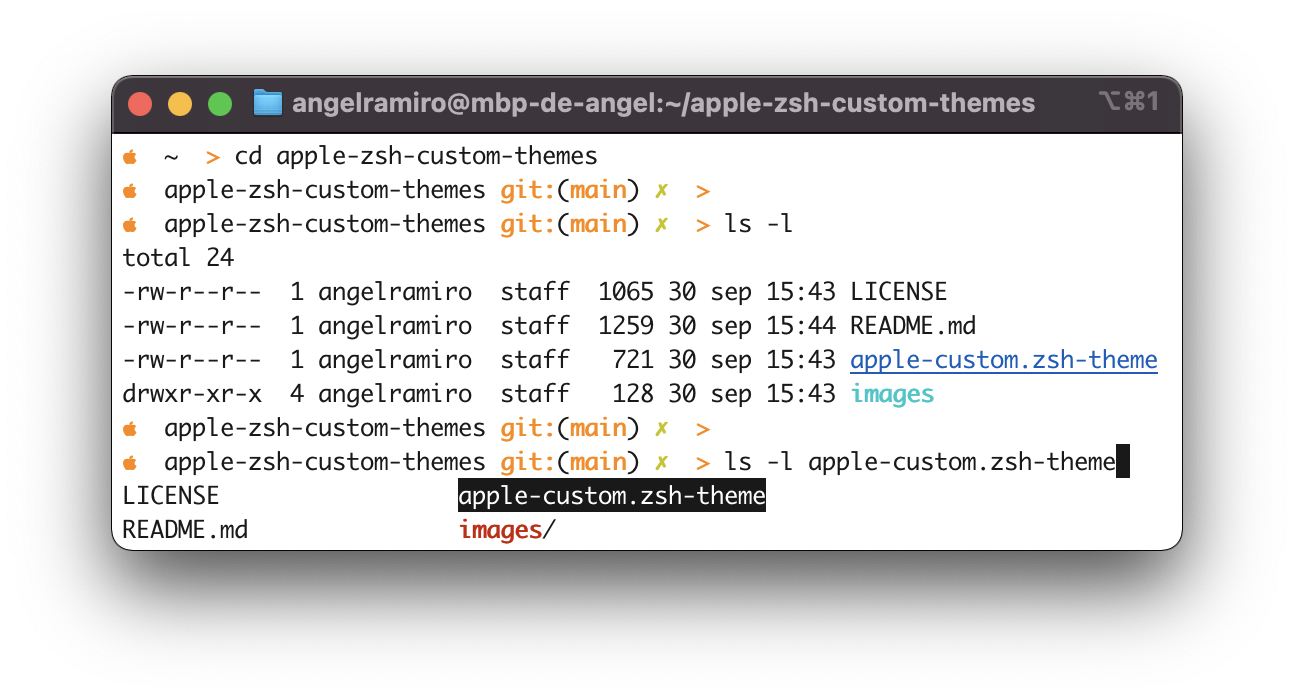 angelramiro@mbp-de-angel:~/apple-zsh-custom-themes ⌥⌘1
 ~ > cd apple-zsh-custom-themes
 apple-zsh-custom-themes git:(main) ✗ >
 apple-zsh-custom-themes git:(main) ✗ > ls -l
total 24
-rw-r--r--  1 angelramiro  staff  1065 30 sep 15:43 LICENSE
-rw-r--r--  1 angelramiro  staff  1259 30 sep 15:44 README.md
-rw-r--r--  1 angelramiro  staff   721 30 sep 15:43 apple-custom.zsh-theme
drwxr-xr-x  4 angelramiro  staff   128 30 sep 15:43 images
 apple-zsh-custom-themes git:(main) ✗ >
 apple-zsh-custom-themes git:(main) ✗ > ls -l apple-custom.zsh-theme
LICENSE                 apple-custom.zsh-theme
README.md               images/